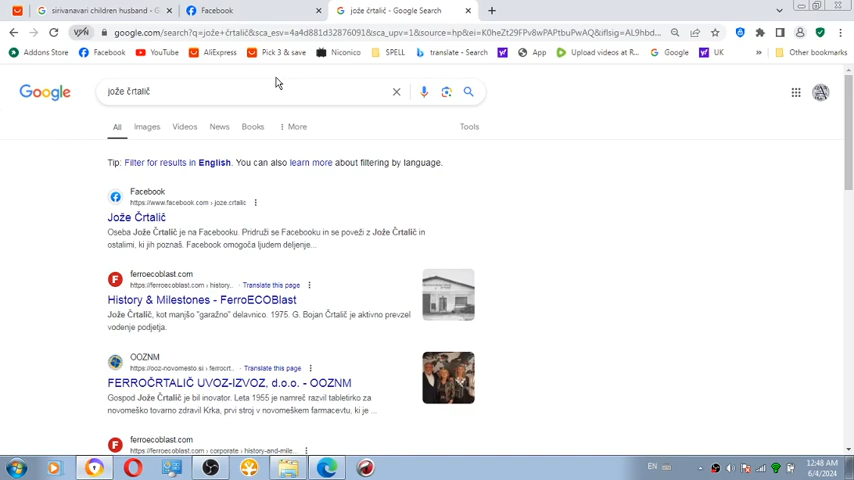 sirivanavari children husband - G
Facebook
jože črtalič - Google Search
VPN
google.com/search?q=jože+črtalič&sca_esv=4a4d881d32876091&sca_upv=1&source=hp&ei=K0heZt29FPv8wPAPtbuPwAQ&iflsig=AL9hbd...
Addons Store
Facebook
YouTube
AliExpress
Pick 3 & save
Niconico
SPELL
translate - Search
App
Upload videos at R...
Google
UK
Other bookmarks
Google
jože črtalič
All
Images
Videos
News
Books
More
Tools
Tip: Filter for results in English. You can also learn more about filtering by language.
Facebook
https://www.facebook.com › joze.crtalic
Jože Črtalič
Oseba Jože Črtalič je na Facebooku. Pridruži se Facebooku in se poveži z Jože Črtalič in
ostalimi, ki jih poznaš. Facebook omogoča ljudem deljenje...
ferroecoblast.com
https://ferroecoblast.com › history.. · Translate this page
History & Milestones - FerroECOBlast
Jože Črtalič, kot manjšo "garažno" delavnico. 1975. G. Bojan Črtalič je aktivno prevzel
vodenje podjetja.
OOZNM
https://ooz-novomesto.si › ferrocrt.. · Translate this page
FERROČRTALIČ UVOZ-IZVOZ, d.o.o. - OOZNM
Gospod Jože Črtalič je bil inovator. Leta 1955 je namreč razvil tabletirko za
novomeško tovarno zdravil Krka, prvi stroj v novomeškem farmacevtu, ki je ...
ferroecoblast.com
https://ferroecoblast.com › corporate › history-and-mile...
EN
12:48 AM
6/4/2024